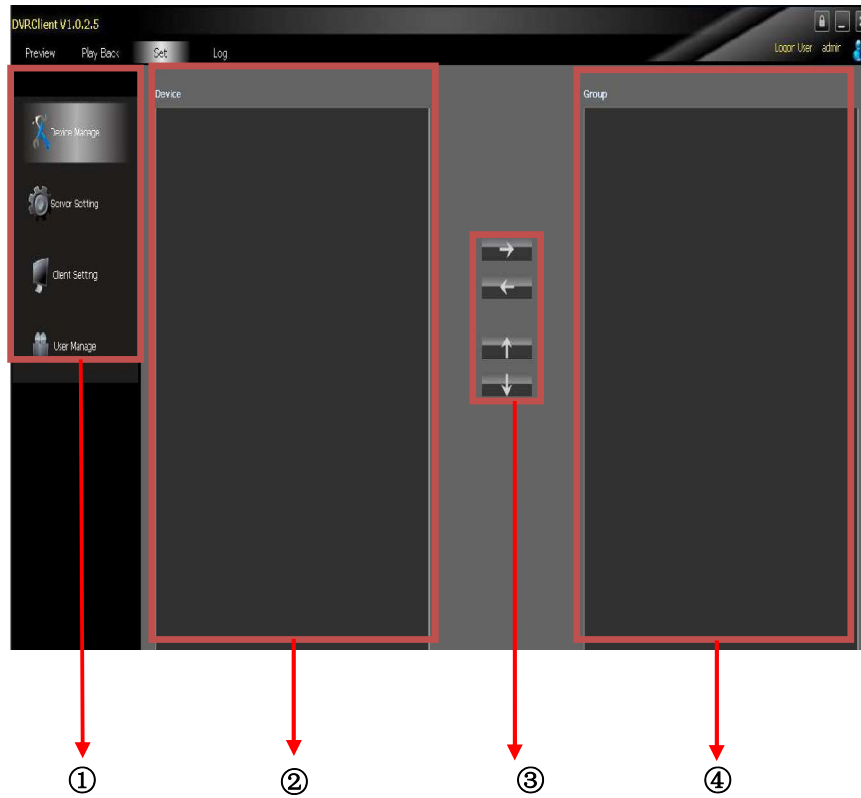 DVRClient V1.0.2.5
Preview Play Back Set Log
Logon User admin
Device
Group
Device Manage
Server Setting
Client Setting
User Manage
① ② ③ ④